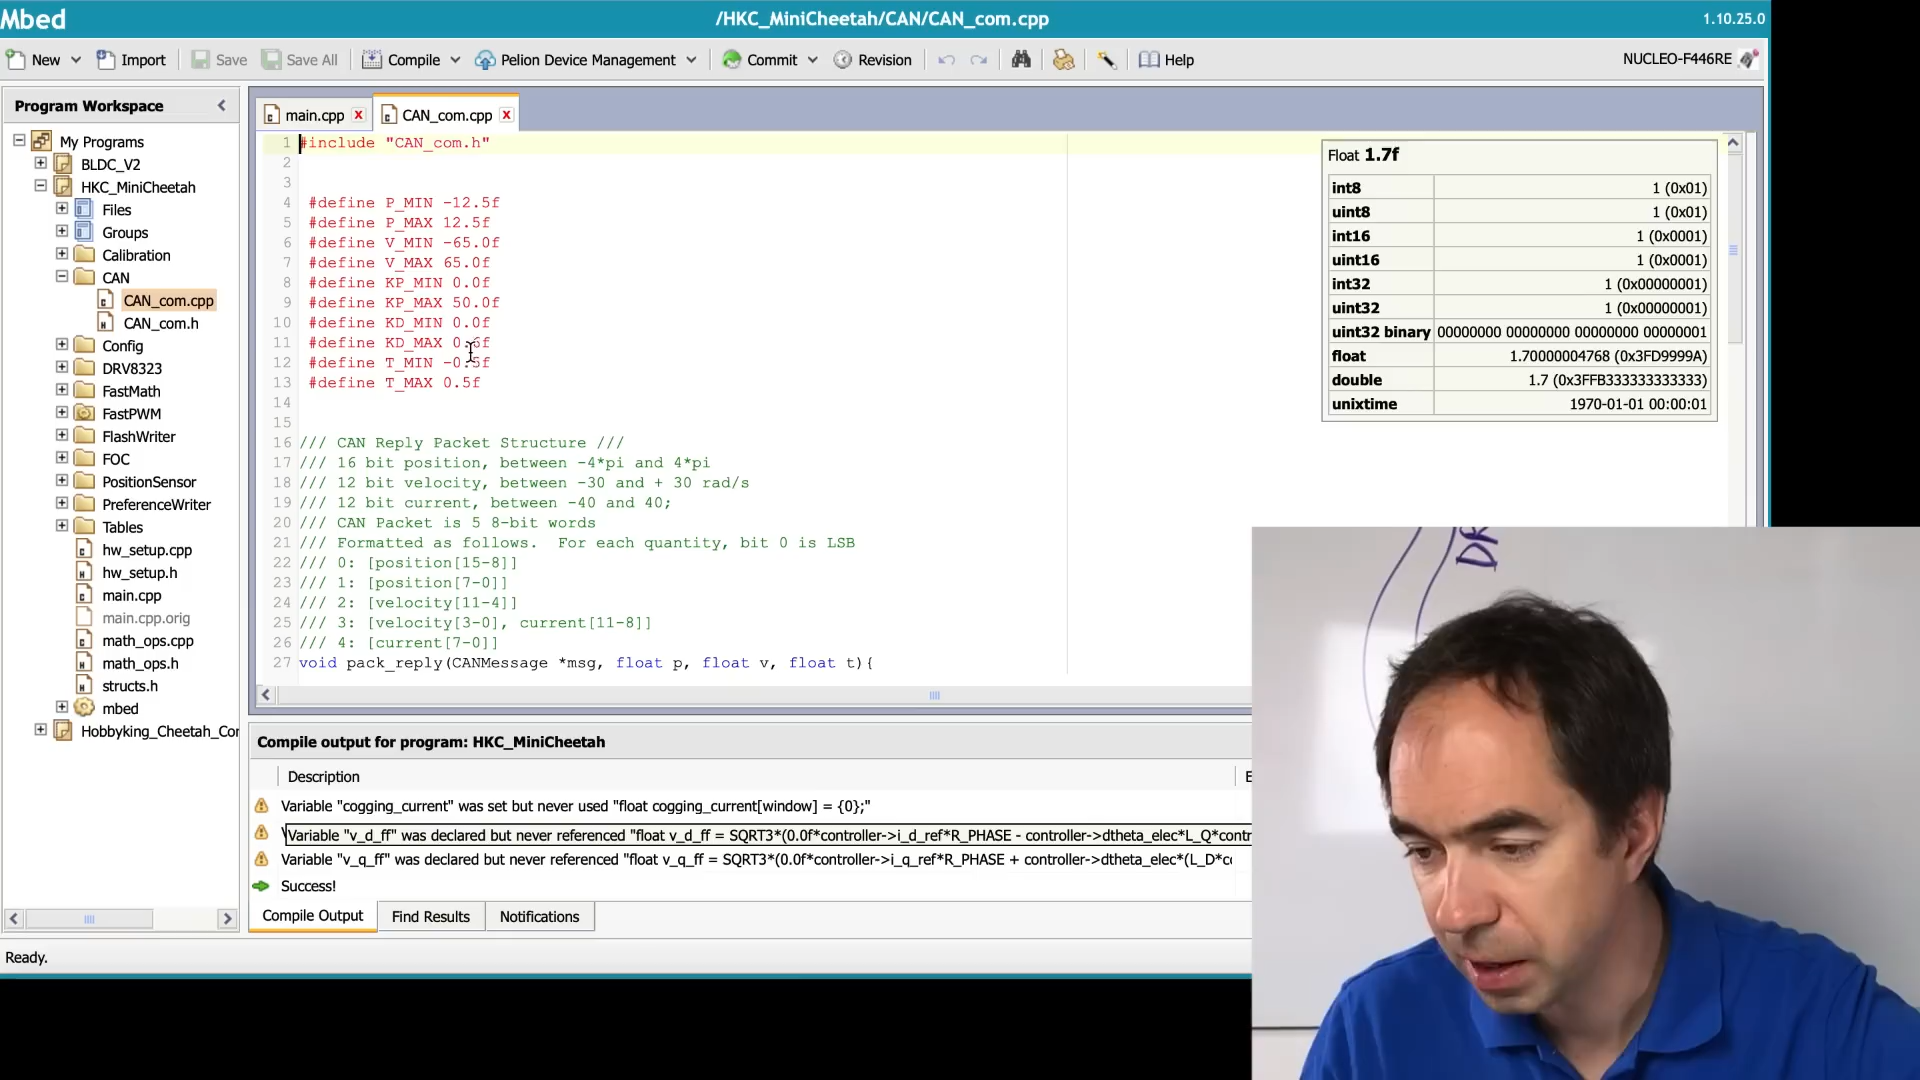 Mbed
/HKC_MiniCheetah/CAN/CAN_com.cpp
1.10.25.0
New Import Save Save All Compile Pelion Device Management Commit Revision Help
NUCLEO-F446RE
Program Workspace
My Programs
BLDC_V2
HKC_MiniCheetah
Files
Groups
Calibration
CAN
CAN_com.cpp
CAN_com.h
Config
DRV8323
FastMath
FastPWM
FlashWriter
FOC
PositionSensor
PreferenceWriter
Tables
hw_setup.cpp
hw_setup.h
main.cpp
main.cpp.orig
math_ops.cpp
math_ops.h
structs.h
mbed
Hobbyking_Cheetah_Cor
main.cpp x CAN_com.cpp x
1 #include "CAN_com.h"
2
3
4 #define P_MIN -12.5f
5 #define P_MAX 12.5f
6 #define V_MIN -65.0f
7 #define V_MAX 65.0f
8 #define KP_MIN 0.0f
9 #define KP_MAX 50.0f
10 #define KD_MIN 0.0f
11 #define KD_MAX
12 #define T_MIN -0.5f
13 #define T_MAX 0.5f
14
15
16 /// CAN Reply Packet Structure ///
17 /// 16 bit position, between -4*pi and 4*pi
18 /// 12 bit velocity, between -30 and + 30 rad/s
19 /// 12 bit current, between -40 and 40;
20 /// CAN Packet is 5 8-bit words
21 /// Formatted as follows.  For each quantity, bit 0 is LSB
22 /// 0: [position[15-8]]
23 /// 1: [position[7-0]]
24 /// 2: [velocity[11-4]]
25 /// 3: [velocity[3-0], current[11-8]]
26 /// 4: [current[7-0]]
27 void pack_reply(CANMessage *msg, float p, float v, float t){
Float 1.7f
int8 1 (0x01)
uint8 1 (0x01)
int16 1 (0x0001)
uint16 1 (0x0001)
int32 1 (0x00000001)
uint32 1 (0x00000001)
uint32 binary 00000000 00000000 00000000 00000001
float 1.70000004768 (0x3FD9999A)
double 1.7 (0x3FFB333333333333)
unixtime 1970-01-01 00:00:01
DR
Compile output for program: HKC_MiniCheetah
Description E
Variable "cogging_current" was set but never used "float cogging_current[window] = {0};"
Variable "v_d_ff" was declared but never referenced "float v_d_ff = SQRT3*(0.0f*controller->i_d_ref*R_PHASE - controller->dtheta_elec*L_Q*contr
Variable "v_q_ff" was declared but never referenced "float v_q_ff = SQRT3*(0.0f*controller->i_q_ref*R_PHASE + controller->dtheta_elec*(L_D*c
Success!
Compile Output Find Results Notifications
Ready.